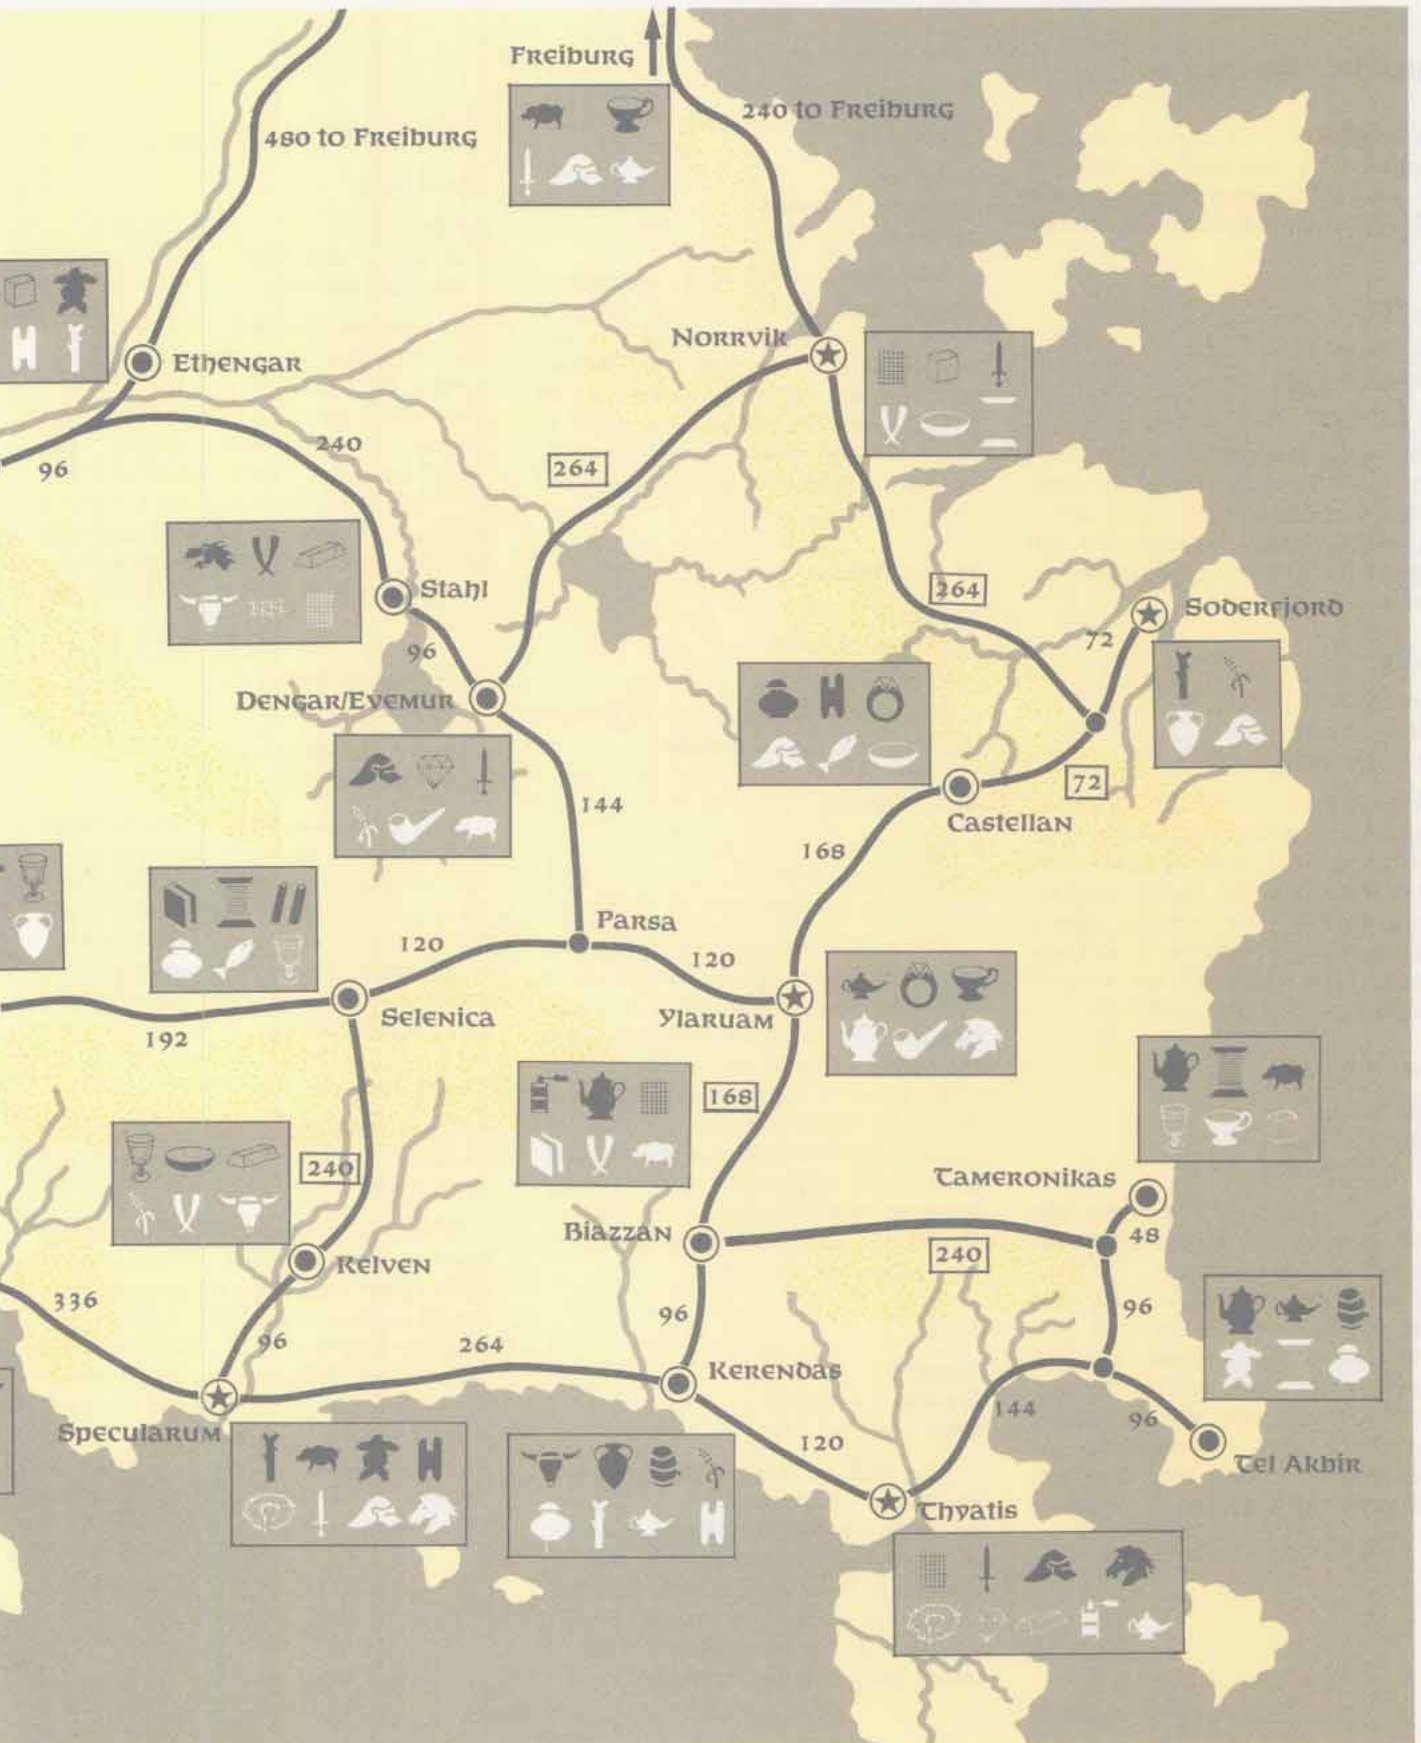 Freiburg
240 to Freiburg
480 to Freiburg
Norrvik
Ethengar
240
96
264
Stahl
264
Soderfjord
72
96
Dengar/Evemur
72
144
Castellan
168
Parsa
120
120
Selenica
Ylaruam
192
168
240
Tameronikas
Biazzan
48
240
Kelven
336
96
96
96
264
Kerendas
Specularum
144
96
120
Tel Akbir
Thyatis